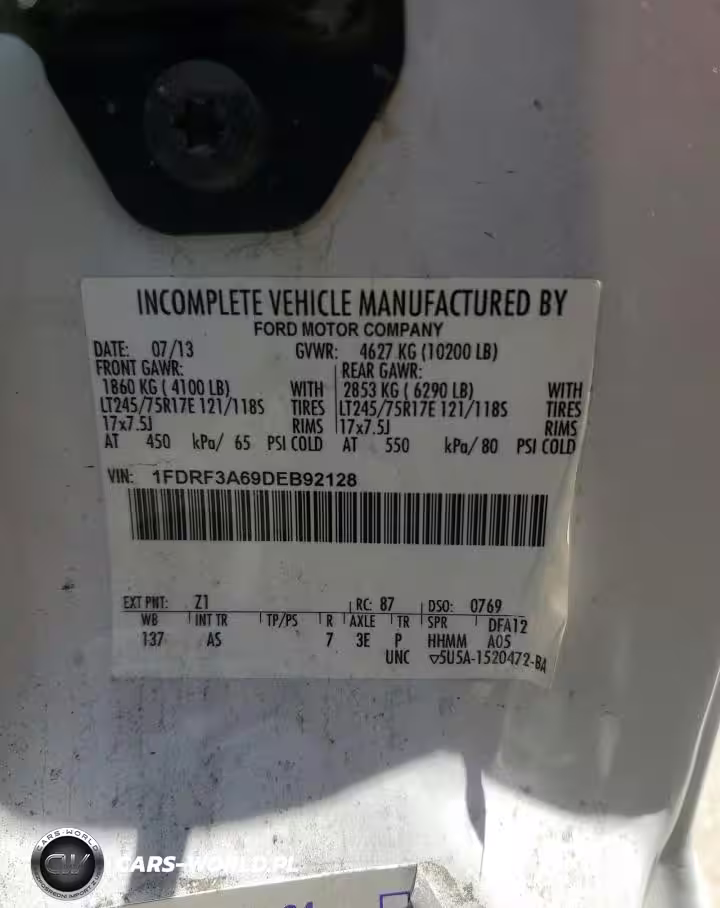 INCOMPLETE VEHICLE MANUFACTURED BY
FORD MOTOR COMPANY
DATE: 07/13 GVWR: 4627 KG (10200 LB)
FRONT GAWR: REAR GAWR:
1860 KG ( 4100 LB) WITH 2853 KG ( 6290 LB) WITH
LT245/75R17E 121/118S TIRES LT245/75R17E 121/118S TIRES
17x7.5J RIMS 17x7.5J RIMS
AT 450 kPa/ 65 PSI COLD AT 550 kPa/ 80 PSI COLD
VIN: 1FDRF3A69DEB92128
EXT PNT: Z1 RC: 87 DSO: 0769
WB INT TR TP/PS R AXLE TR SPR DFA12
137 AS 7 3E P HHMM A05
UNC ▽5U5A-1520472-BA
CARS-WORLD
CW
CARS-WORLD.PL